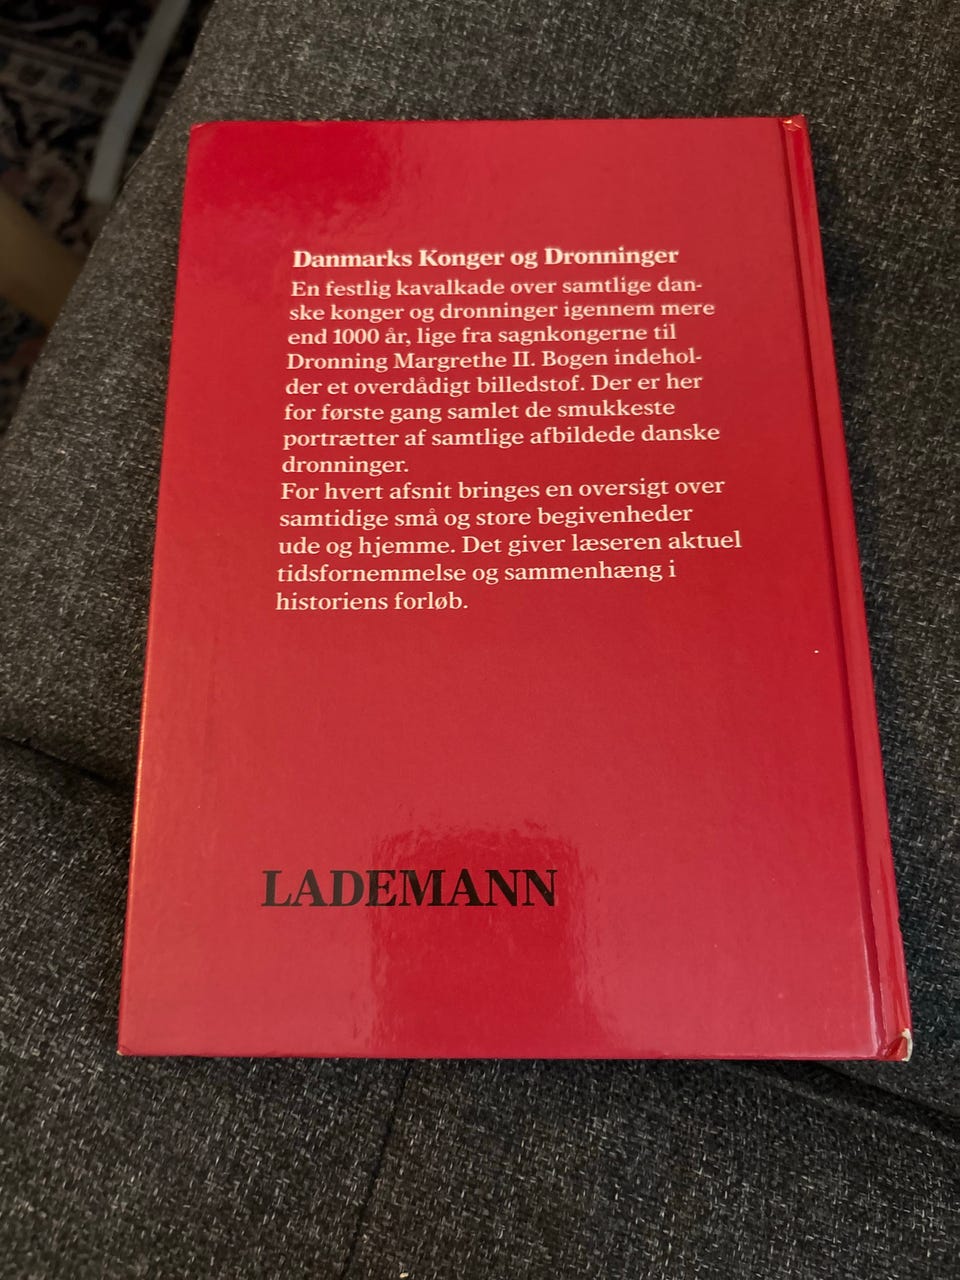 Danmarks Konger og Dronninger
En festlig kavalkade over samtlige dan-
ske konger og dronninger igennem mere
end 1000 år, lige fra sagnkongerne til
Dronning Margrethe II. Bogen indehol-
der et overdådigt billedstof. Der er her
for første gang samlet de smukkeste
portrætter af samtlige afbildede danske
dronninger.
For hvert afsnit bringes en oversigt over
samtidige små og store begivenheder
ude og hjemme. Det giver læseren aktuel
tidsfornemmelse og sammenhæng i
historiens forløb.
LADEMANN